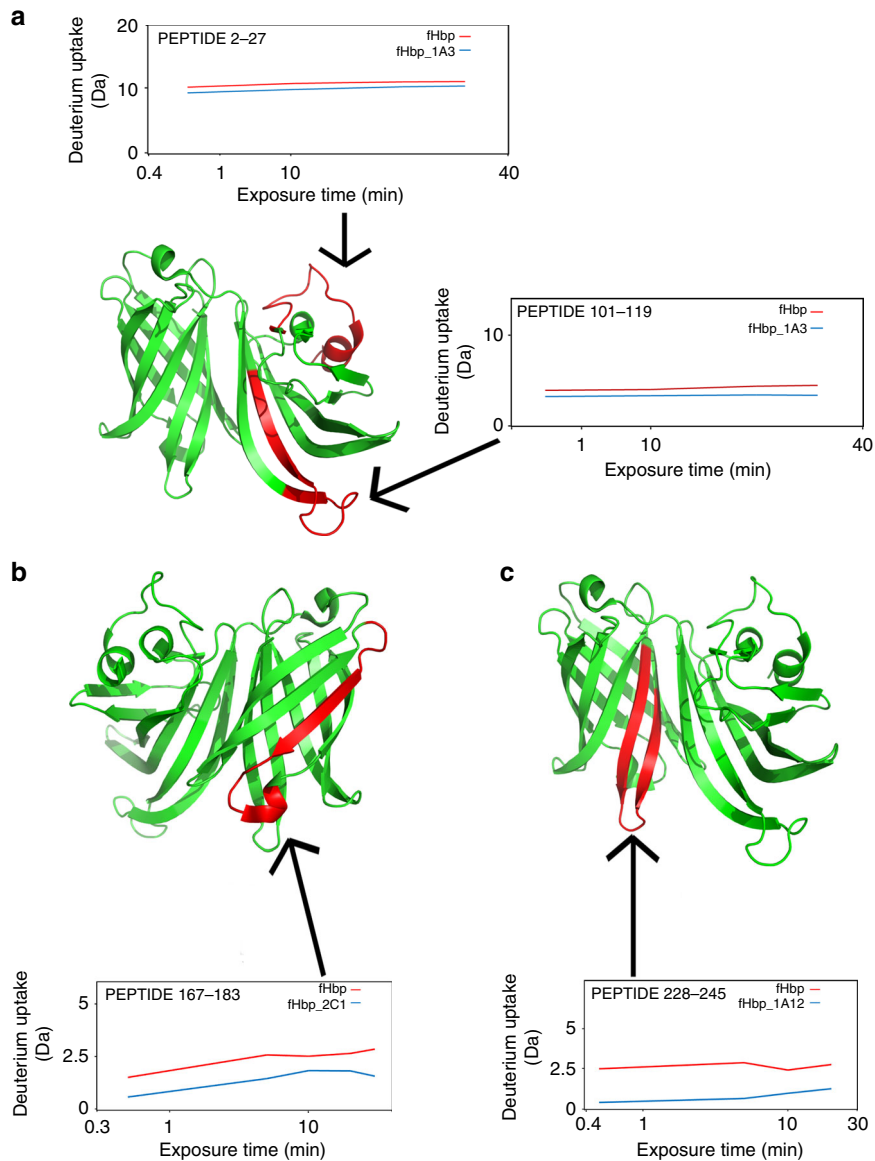 a
20
10
0
Deuterium uptake
(Da)
PEPTIDE 2–27
fHbp
fHbp_1A3
0.4 1 10 40
Exposure time (min)
14
0
Deuterium uptake
(Da)
PEPTIDE 101–119
fHbp
fHbp_1A3
1 10 40
Exposure time (min)
b
c
5
2.5
0
Deuterium uptake
(Da)
PEPTIDE 167–183
fHbp
fHbp_2C1
0.3 1 10
Exposure time (min)
5
2.5
0
Deuterium uptake
(Da)
PEPTIDE 228–245
fHbp
fHbp_1A12
0.4 1 10 30
Exposure time (min)